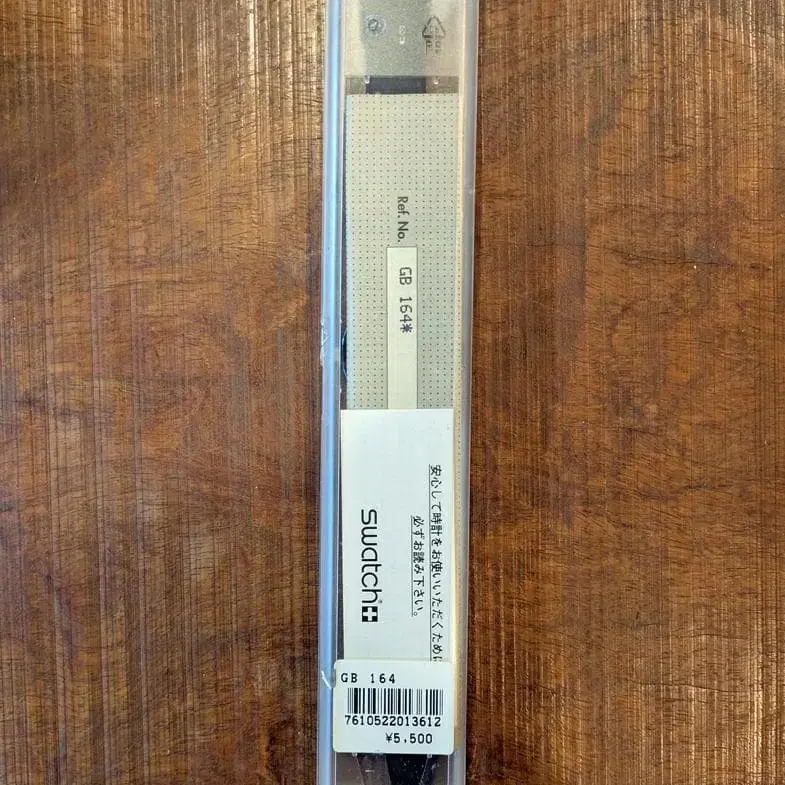 Ref. No. GB 164*
安心して時計をお使いいただくために
必ずお読み下さい。
swatch
GB 164
7610522013612
¥5,500